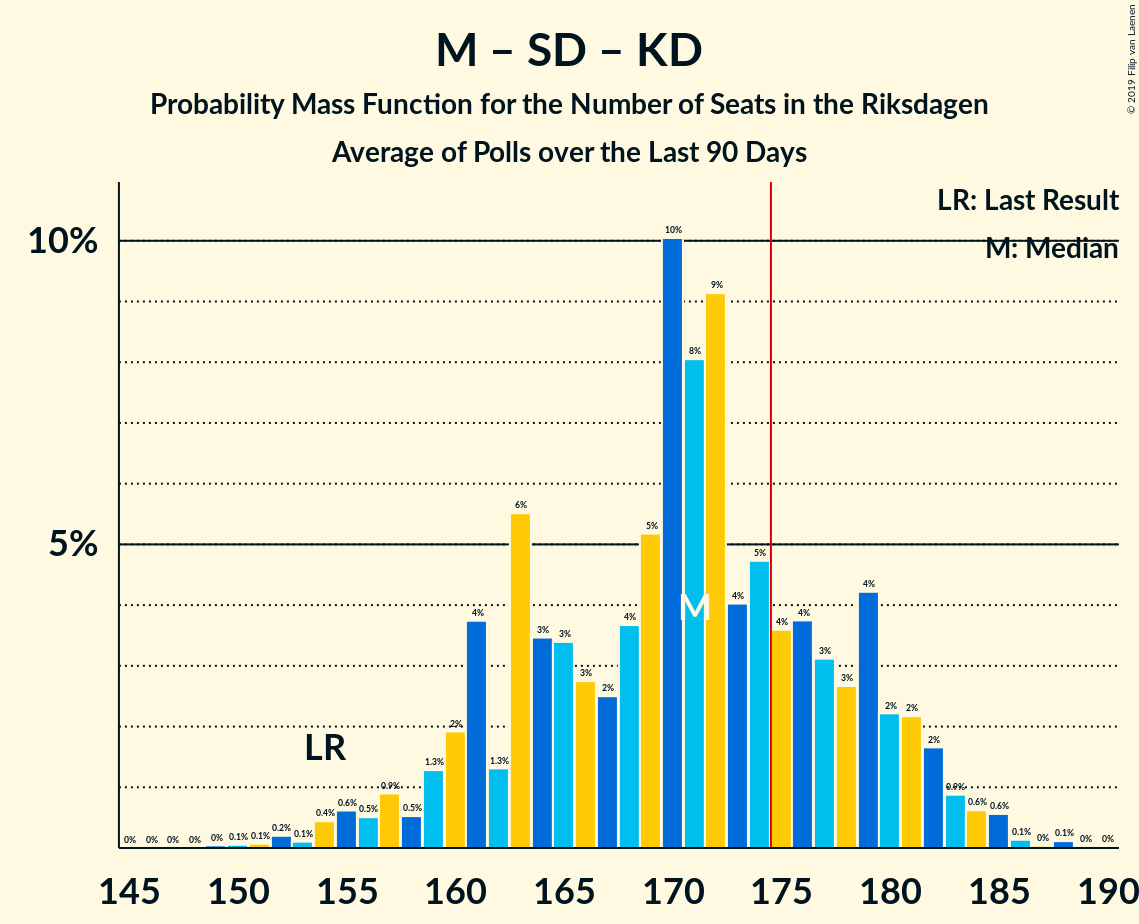 M – SD – KD
Probability Mass Function for the Number of Seats in the Riksdagen
Average of Polls over the Last 90 Days
© 2019 Filip van Laenen
LR: Last Result
M: Median
10%
5%
0% 0% 0% 0% 0% 0.1% 0.1% 0.2% 0.1% 0.4% 0.6% 0.5% 0.9% 0.5% 1.3% 2% 4% 1.3% 6% 3% 3% 3% 2% 4% 5% 10% 8% 9% 4% 5% 4% 4% 3% 3% 4% 2% 2% 2% 0.9% 0.6% 0.6% 0.1% 0% 0.1% 0% 0%
LR
M
145 150 155 160 165 170 175 180 185 190